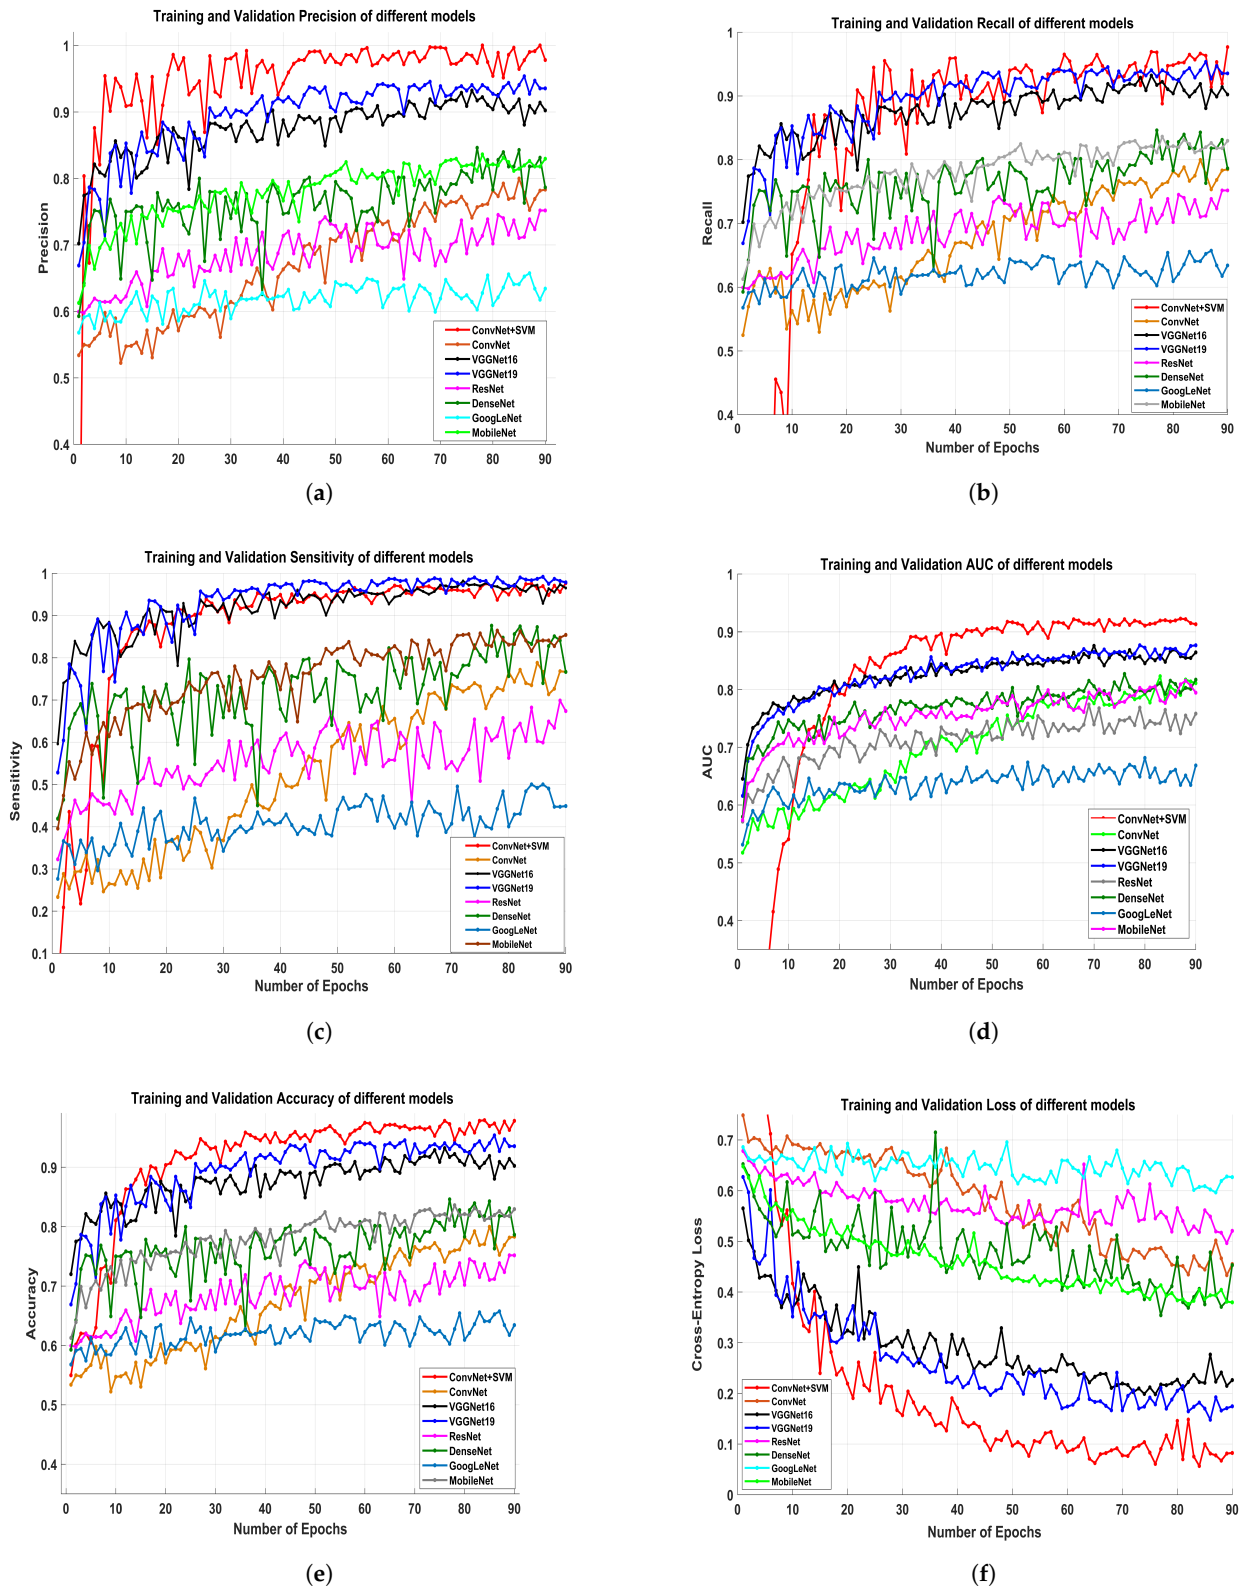 Training and Validation Precision of different models
Precision
1
0.9
0.8
0.7
0.6
0.5
0.4
0 10 20 30 40 50 60 70 80 90
ConvNet+SVM
ConvNet
VGGNet16
VGGNet19
ResNet
DenseNet
GoogLeNet
MobileNet
(a)
Training and Validation Recall of different models
Recall
1
0.9
0.8
0.7
0.6
0.5
0.4
0 10 20 30 40 50 60 70 80 90
Number of Epochs
ConvNet+SVM
ConvNet
VGGNet16
VGGNet19
ResNet
DenseNet
GoogLeNet
MobileNet
(b)
Training and Validation Sensitivity of different models
Sensitivity
1
0.9
0.8
0.7
0.6
0.5
0.4
0.3
0.2
0.1
0 10 20 30 40 50 60 70 80 90
Number of Epochs
ConvNet+SVM
ConvNet
VGGNet16
VGGNet19
ResNet
DenseNet
GoogLeNet
MobileNet
(c)
Training and Validation AUC of different models
AUC
1
0.9
0.8
0.7
0.6
0.5
0.4
0 10 20 30 40 50 60 70 80 90
Number of Epochs
ConvNet+SVM
ConvNet
VGGNet16
VGGNet19
ResNet
DenseNet
GoogLeNet
MobileNet
(d)
Training and Validation Accuracy of different models
Accuracy
0.9
0.8
0.7
0.6
0.5
0.4
0 10 20 30 40 50 60 70 80 90
Number of Epochs
ConvNet+SVM
ConvNet
VGGNet16
VGGNet19
ResNet
DenseNet
GoogLeNet
MobileNet
(e)
Training and Validation Loss of different models
Cross-Entropy Loss
0.7
0.6
0.5
0.4
0.3
0.2
0.1
0
10 20 30 40 50 60 70 80 90
Number of Epochs
ConvNet+SVM
ConvNet
VGGNet16
VGGNet19
ResNet
DenseNet
GoogLeNet
MobileNet
(f)